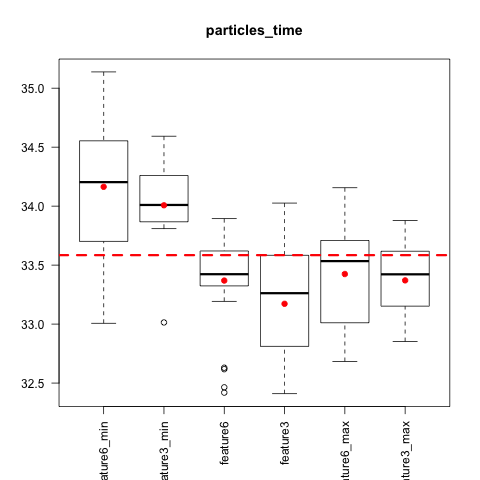 particles_time
35.0
34.5
34.0
33.5
33.0
32.5
ature6_min
ature3_min
feature6
feature3
ture6_max
ture3_max